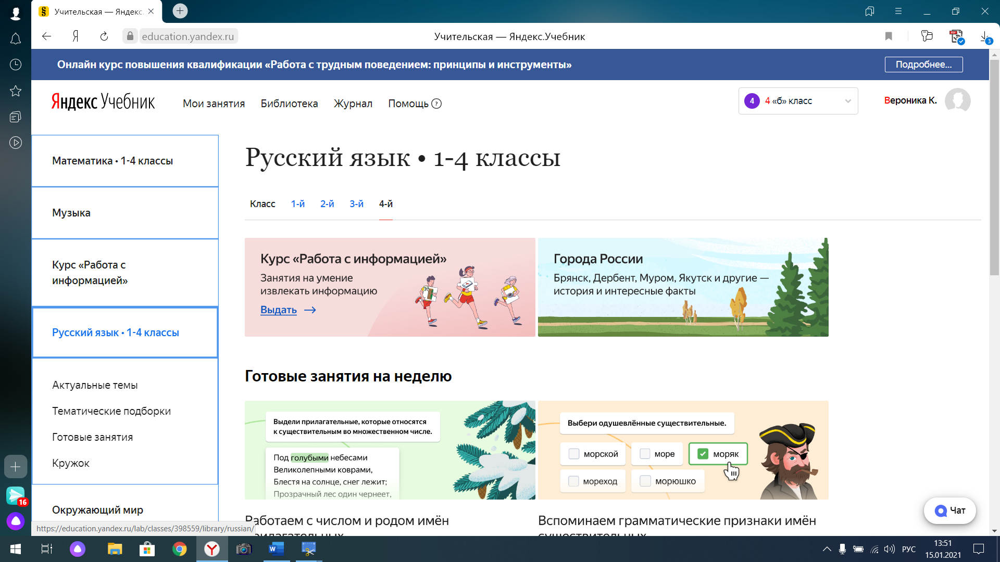 Учительская — Яндекс.
education.yandex.ru
Учительская — Яндекс.Учебник
3
Онлайн курс повышения квалификации «Работа с трудным поведением: принципы и инструменты»
Подробнее...
Яндекс Учебник
Мои занятия
Библиотека
Журнал
Помощь ?
4
4 «б» класс
Вероника К.
Математика • 1-4 классы
Музыка
Курс «Работа с
информацией»
Русский язык • 1-4 классы
Актуальные темы
Тематические подборки
Готовые занятия
Кружок
Окружающий мир
Русский язык • 1-4 классы
Класс
1-й
2-й
3-й
4-й
Курс «Работа с информацией»
Занятия на умение
извлекать информацию
Выдать →
Города России
Брянск, Дербент, Муром, Якутск и другие —
история и интересные факты
Готовые занятия на неделю
Выдели прилагательные, которые относятся
к существительным во множественном числе.
Под голубыми небесами
Великолепными коврами,
Блестя на солнце, снег лежит;
Прозрачный лес один чернеет,
Выбери одушевлённые существительные.
морской
море
моряк
мореход
морюшко
Работаем с числом и родом имён
прилагательных
Вспоминаем грамматические признаки имён
существительных
Чат
16
https://education.yandex.ru/lab/classes/398559/library/russian/
РУС
13:51
15.01.2021